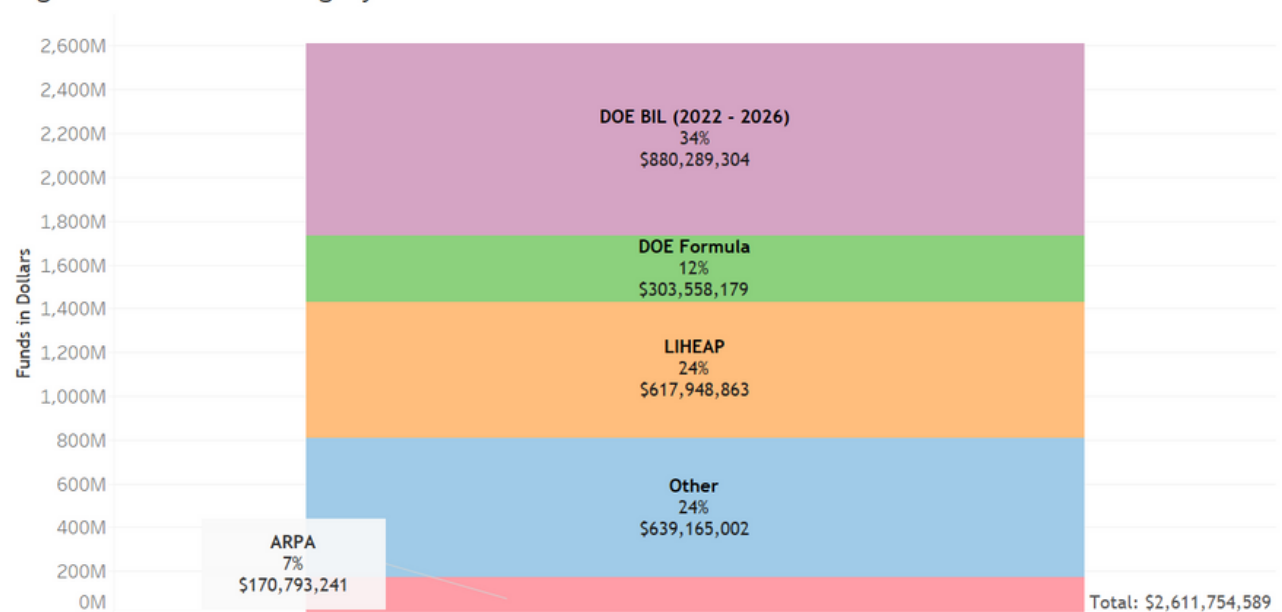 2,600M
2,400M
2,200M
2,000M
1,800M
1,600M
1,400M
1,200M
1,000M
800M
600M
400M
200M
0M
Funds in Dollars
DOE BIL (2022 - 2026)
34%
$880,289,304
DOE Formula
12%
$303,558,179
LIHEAP
24%
$617,948,863
Other
24%
$639,165,002
ARPA
7%
$170,793,241
Total: $2,611,754,589